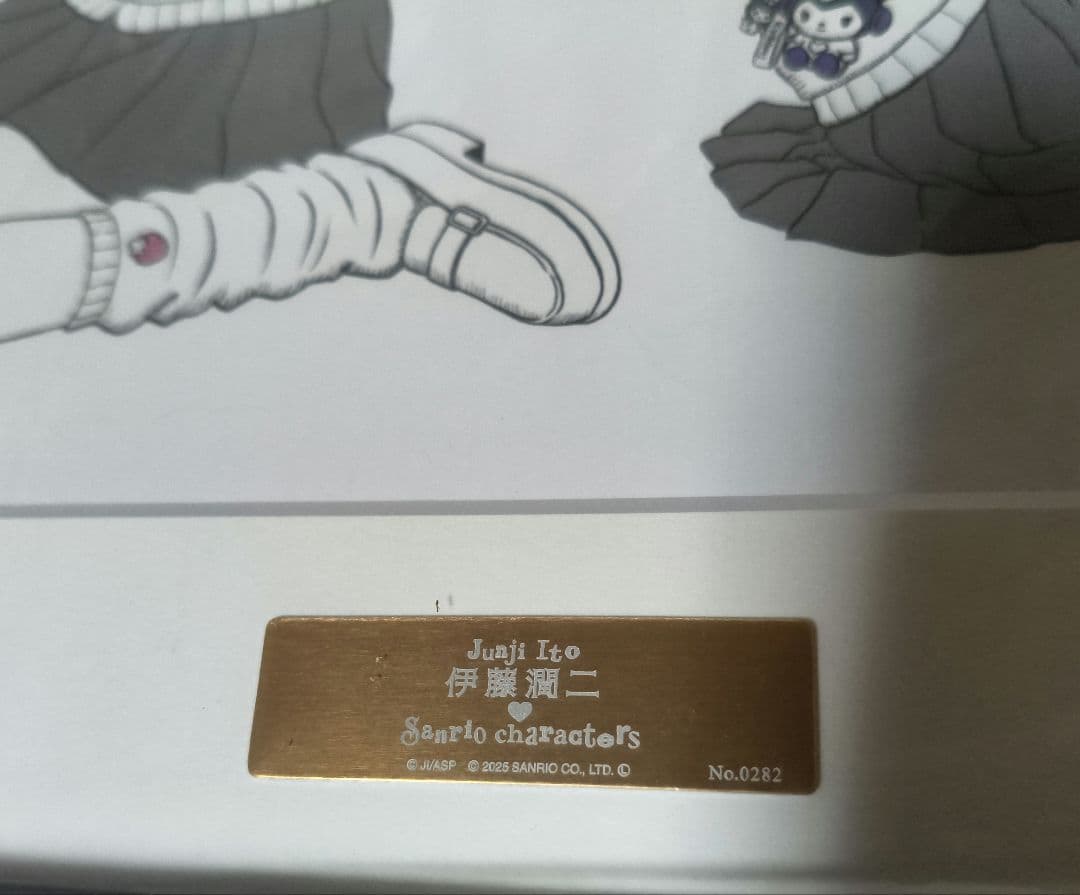 Junji Ito
伊藤潤二
♥
Sanrio characters
© JI/ASP © 2025 SANRIO CO., LTD. Ⓛ
No.0282